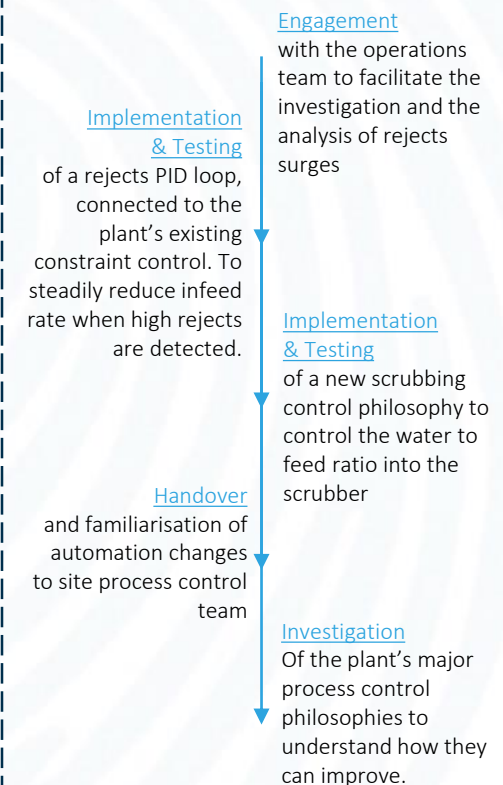 Engagement
with the operations
team to facilitate the
investigation and the
analysis of rejects
surges
Implementation
& Testing
of a rejects PID loop,
connected to the
plant's existing
constraint control. To
steadily reduce infeed
rate when high rejects
are detected.
Implementation
& Testing
of a new scrubbing
control philosophy to
control the water to
feed ratio into the
scrubber
Handover
and familiarisation of
automation changes
to site process control
team
Investigation
Of the plant's major
process control
philosophies to
understand how they
can improve.